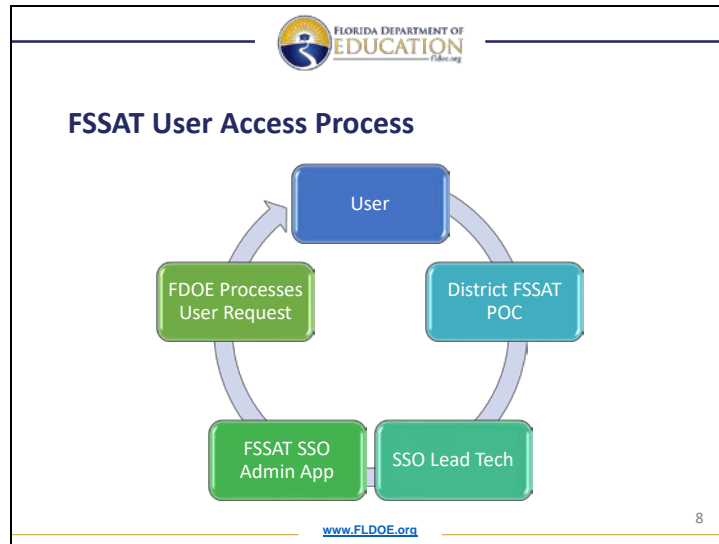 FLORIDA DEPARTMENT OF
EDUCATION
fldoe.org
FSSAT User Access Process
User
District FSSAT
POC
SSO Lead Tech
FSSAT SSO
Admin App
FDOE Processes
User Request
www.FLDOE.org
8